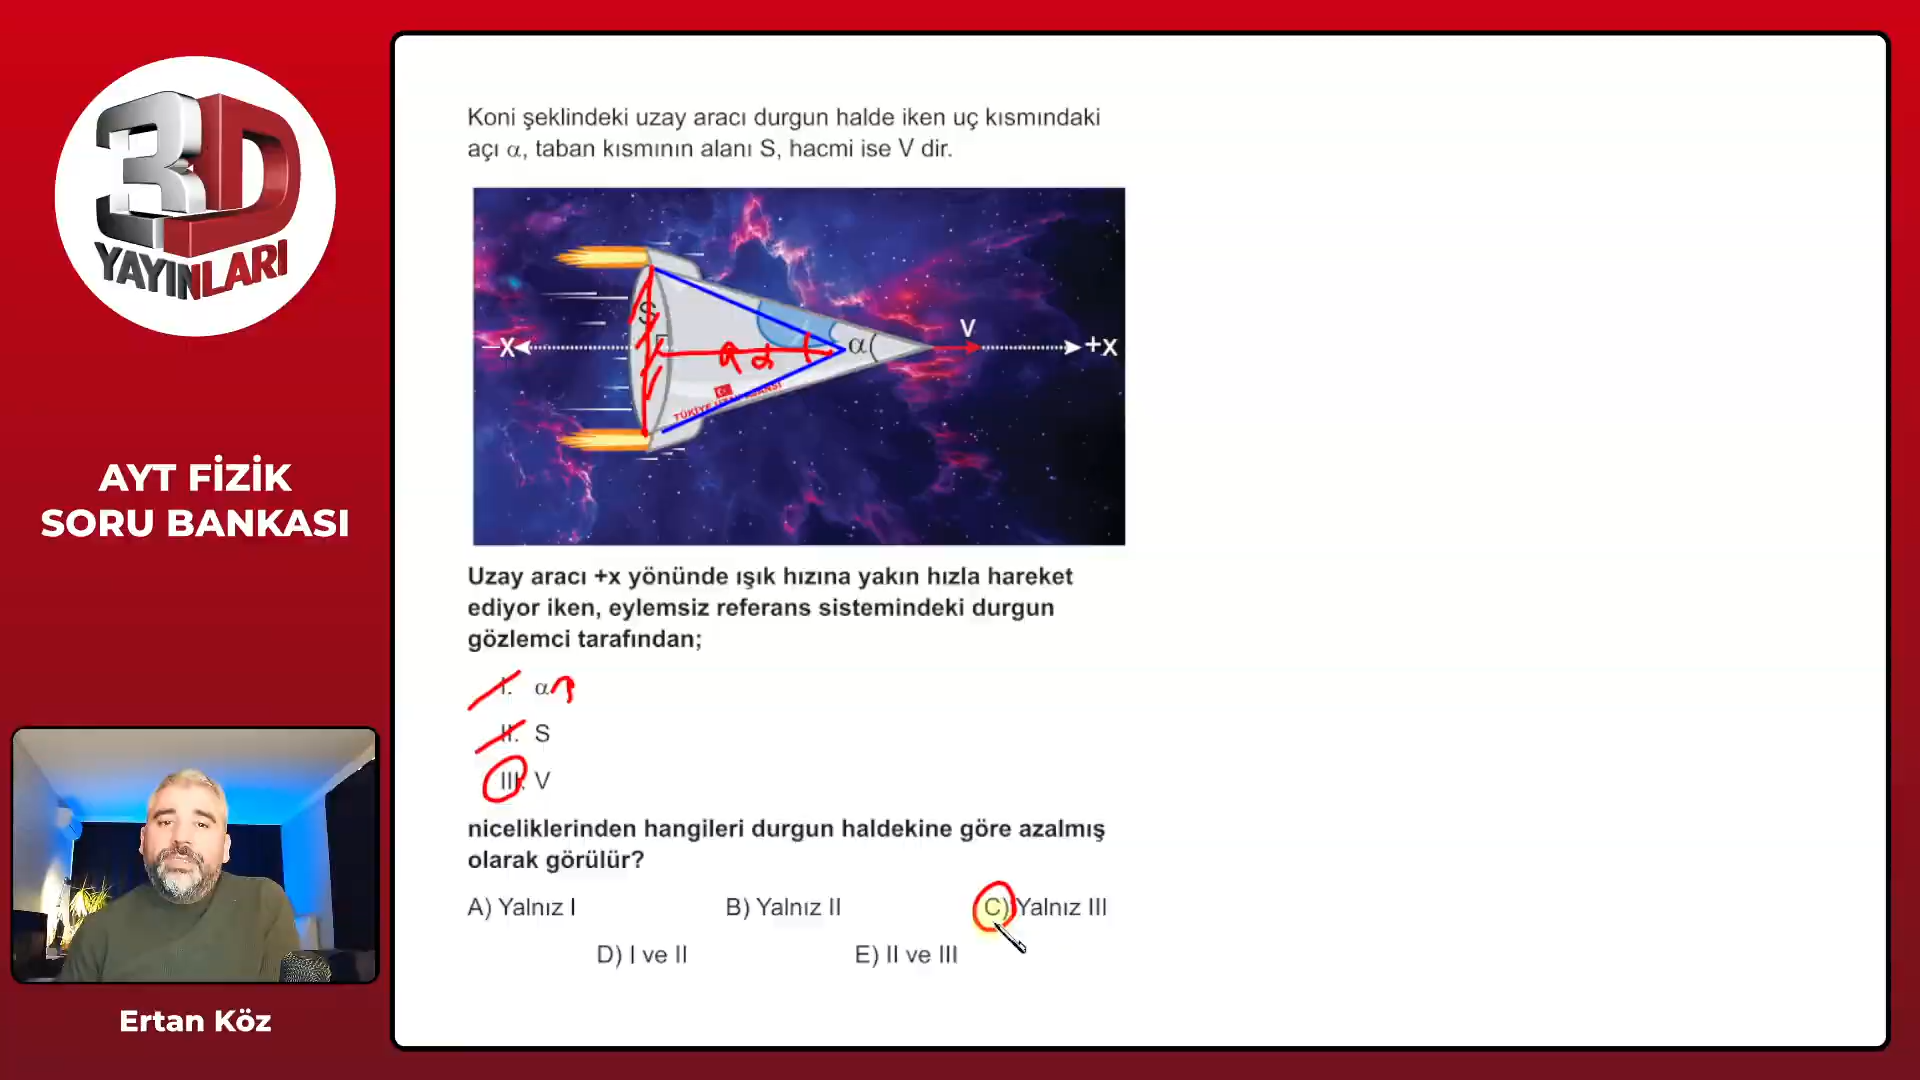 3D
YAYINLARI
AYT FİZİK
SORU BANKASI
Ertan Köz
Koni şeklindeki uzay aracı durgun halde iken uç kısmındaki
açı α, taban kısmının alanı S, hacmi ise V dir.
S
-X
α
V
+X
Uzay aracı +x yönünde ışık hızına yakın hızla hareket
ediyor iken, eylemsiz referans sistemindeki durgun
gözlemci tarafından;
I. α
II. S
III. V
niceliklerinden hangileri durgun haldekine göre azalmış
olarak görülür?
A) Yalnız I B) Yalnız II C) Yalnız III
D) I ve II E) II ve III